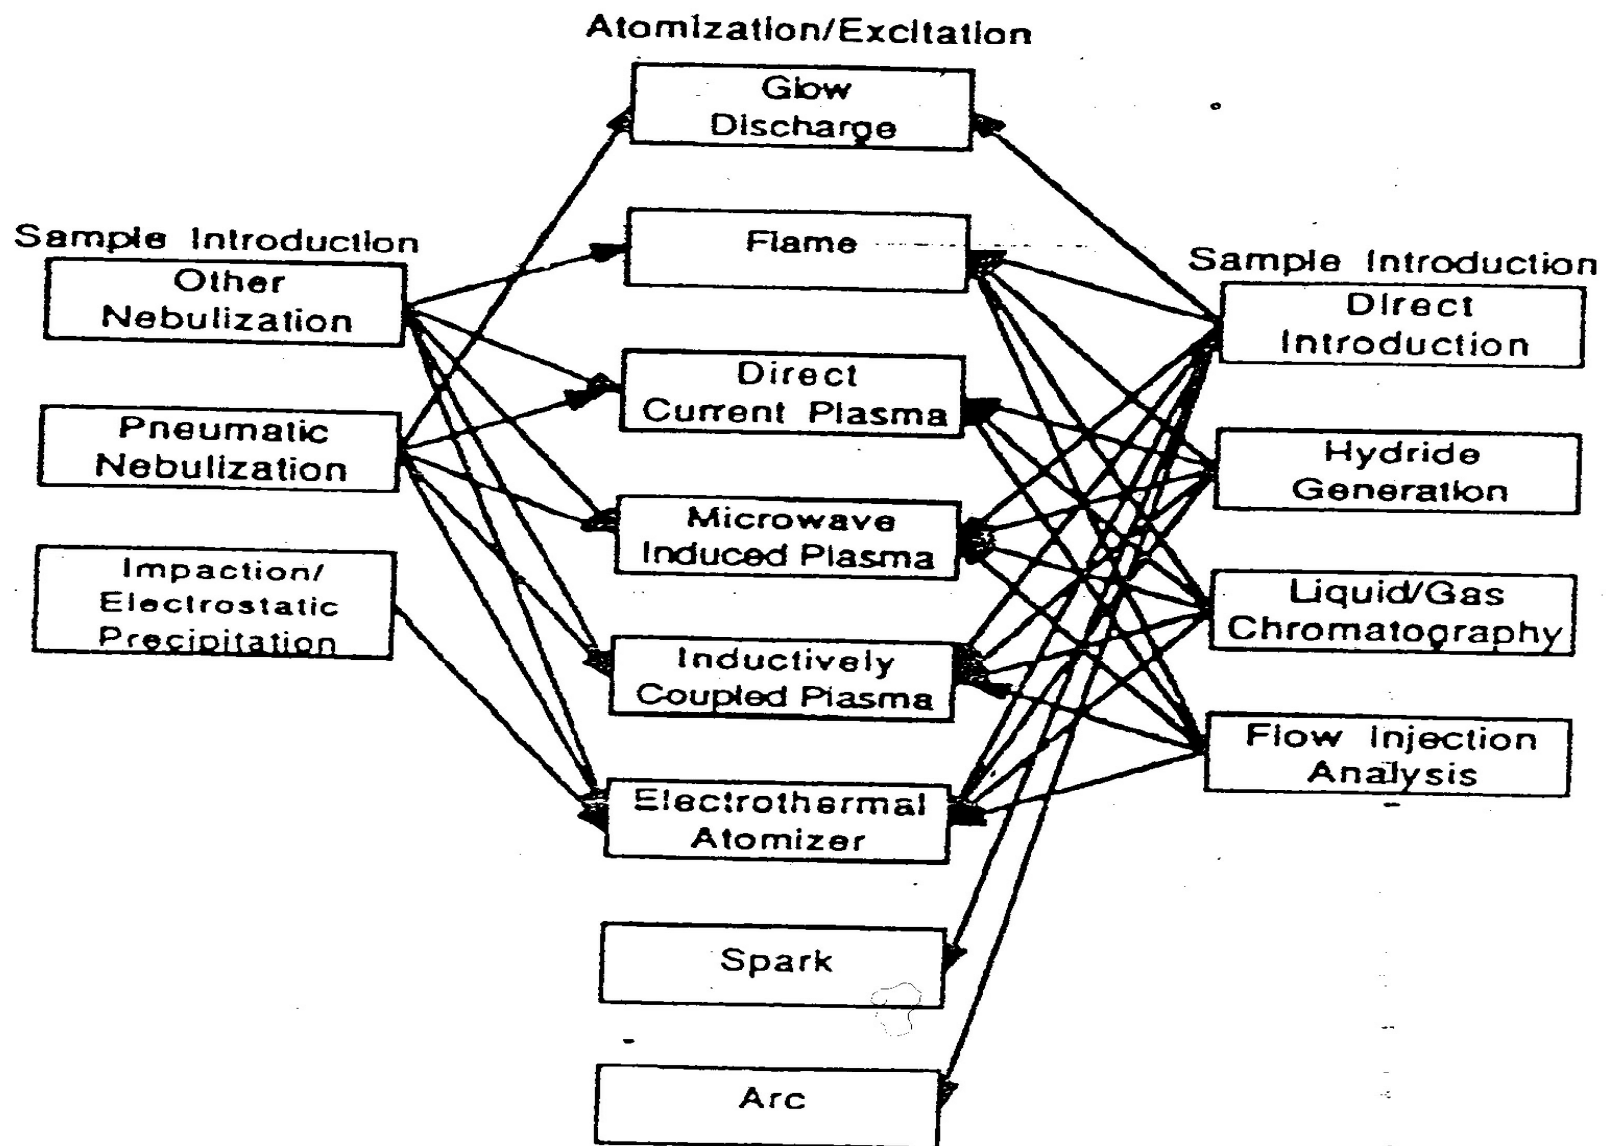 Atomization/Excitation
Glow
Discharge
Flame
Direct
Current Plasma
Microwave
Induced Plasma
Inductively
Coupled Plasma
Electrothermal
Atomizer
Spark
Arc
Sample Introduction
Other
Nebulization
Pneumatic
Nebulization
Impaction/
Electrostatic
Precipitation
Sample Introduction
Direct
Introduction
Hydride
Generation
Liquid/Gas
Chromatography
Flow Injection
Analysis